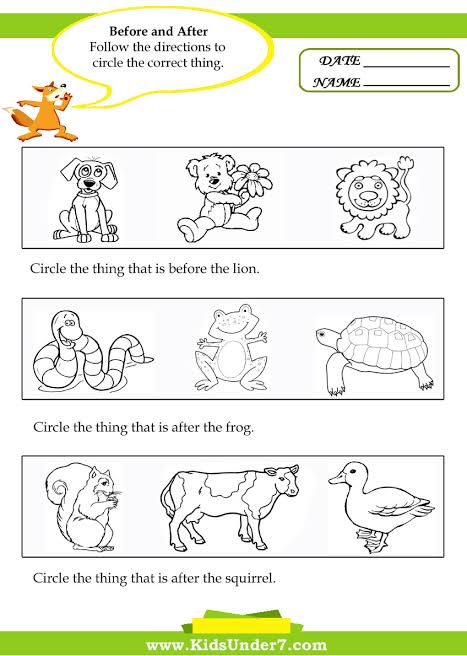 Before and After
Follow the directions to
circle the correct thing.
DATE
NAME
Circle the thing that is before the lion.
Circle the thing that is after the frog.
Circle the thing that is after the squirrel.
www.KidsUnder7.com